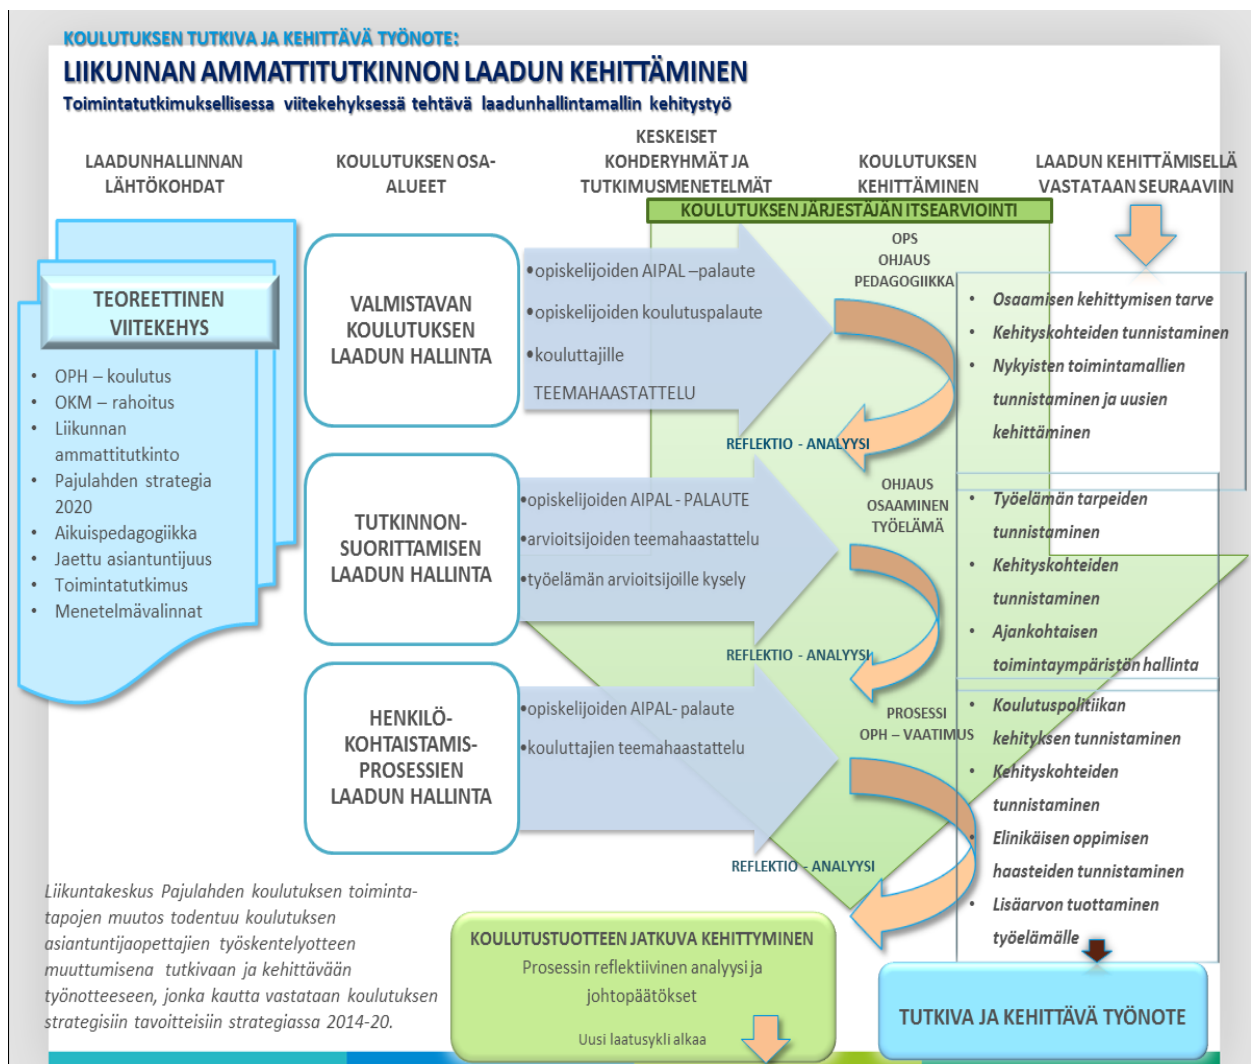 KOULUTUKSEN TUTKIVA JA KEHITTÄVÄ TYÖNOTE:
LIIKUNNAN AMMATTITUTKINNON LAADUN KEHITTÄMINEN
Toimintatutkimuksellisessa viitekehyksessä tehtävä laadunhallintamallin kehitystyö
LAADUNHALLINNAN
LÄHTÖKOHDAT
KOULUTUKSEN OSA-
ALUEET
KESKEISET
KOHDERYHMÄT JA
TUTKIMUSMENETELMÄT
KOULUTUKSEN
KEHITTÄMINEN
LAADUN KEHITTÄMISELLÄ
VASTATAAN SEURAAVIIN
KOULUTUKSEN JÄRJESTÄJÄN ITSEARVIOINTI
TEOREETTINEN
VIITEKEHYS
• OPH – koulutus
• OKM – rahoitus
• Liikunnan
ammattitutkinto
• Pajulahden strategia
2020
• Aikuispedagogiikka
• Jaettu asiantuntijuus
• Toimintatutkimus
• Menetelmävalinnat
VALMISTAVAN
KOULUTUKSEN
LAADUN HALLINTA
•opiskelijoiden AIPAL –palaute
•opiskelijoiden koulutuspalaute
•kouluttajille
TEEMAHAASTATTELU
OPS
OHJAUS
PEDAGOGIIKKA
REFLEKTIO - ANALYYSI
• Osaamisen kehittymisen tarve
• Kehityskohteiden tunnistaminen
• Nykyisten toimintamallien
tunnistaminen ja uusien
kehittäminen
TUTKINNON-
SUORITTAMISEN
LAADUN HALLINTA
•opiskelijoiden AIPAL - PALAUTE
•arvioitsijoiden teemahaastattelu
•työelämän arvioitsijoille kysely
OHJAUS
OSAAMINEN
TYÖELÄMÄ
REFLEKTIO - ANALYYSI
• Työelämän tarpeiden
tunnistaminen
• Kehityskohteiden
tunnistaminen
• Ajankohtaisen
toimintaympäristön hallinta
HENKILÖ-
KOHTAISTAMIS-
PROSESSIEN
LAADUN HALLINTA
•opiskelijoiden AIPAL- palaute
•kouluttajien teemahaastattelu
PROSESSI
OPH – VAATIMUS
REFLEKTIO - ANALYYSI
• Koulutuspolitiikan
kehityksen tunnistaminen
• Kehityskohteiden
tunnistaminen
• Elinikäisen oppimisen
haasteiden tunnistaminen
• Lisäarvon tuottaminen
työelämälle
Liikuntakeskus Pajulahden koulutuksen toiminta-
tapojen muutos todentuu koulutuksen
asiantuntijaopettajien työskentelyotteen
muuttumisena tutkivaan ja kehittävään
työnotteeseen, jonka kautta vastataan koulutuksen
strategisiin tavoitteisiin strategiassa 2014-20.
KOULUTUSTUOTTEEN JATKUVA KEHITTYMINEN
Prosessin reflektiivinen analyysi ja
johtopäätökset
Uusi laatusykli alkaa
TUTKIVA JA KEHITTÄVÄ TYÖNOTE